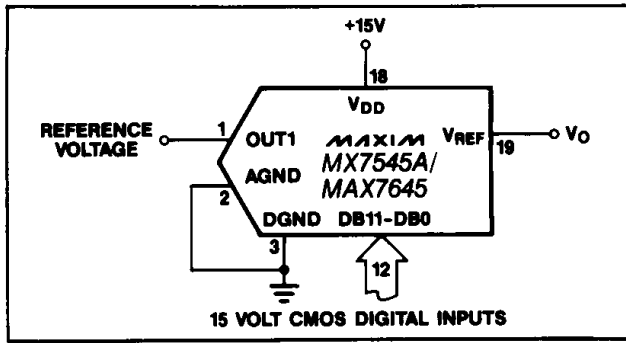 +15V
18
VDD
REFERENCE
VOLTAGE
1
OUT1
MAXIM
VREF
VO
19
MX7545A/
MAX7645
AGND
2
DGND
DB11-DB0
3
12
15 VOLT CMOS DIGITAL INPUTS